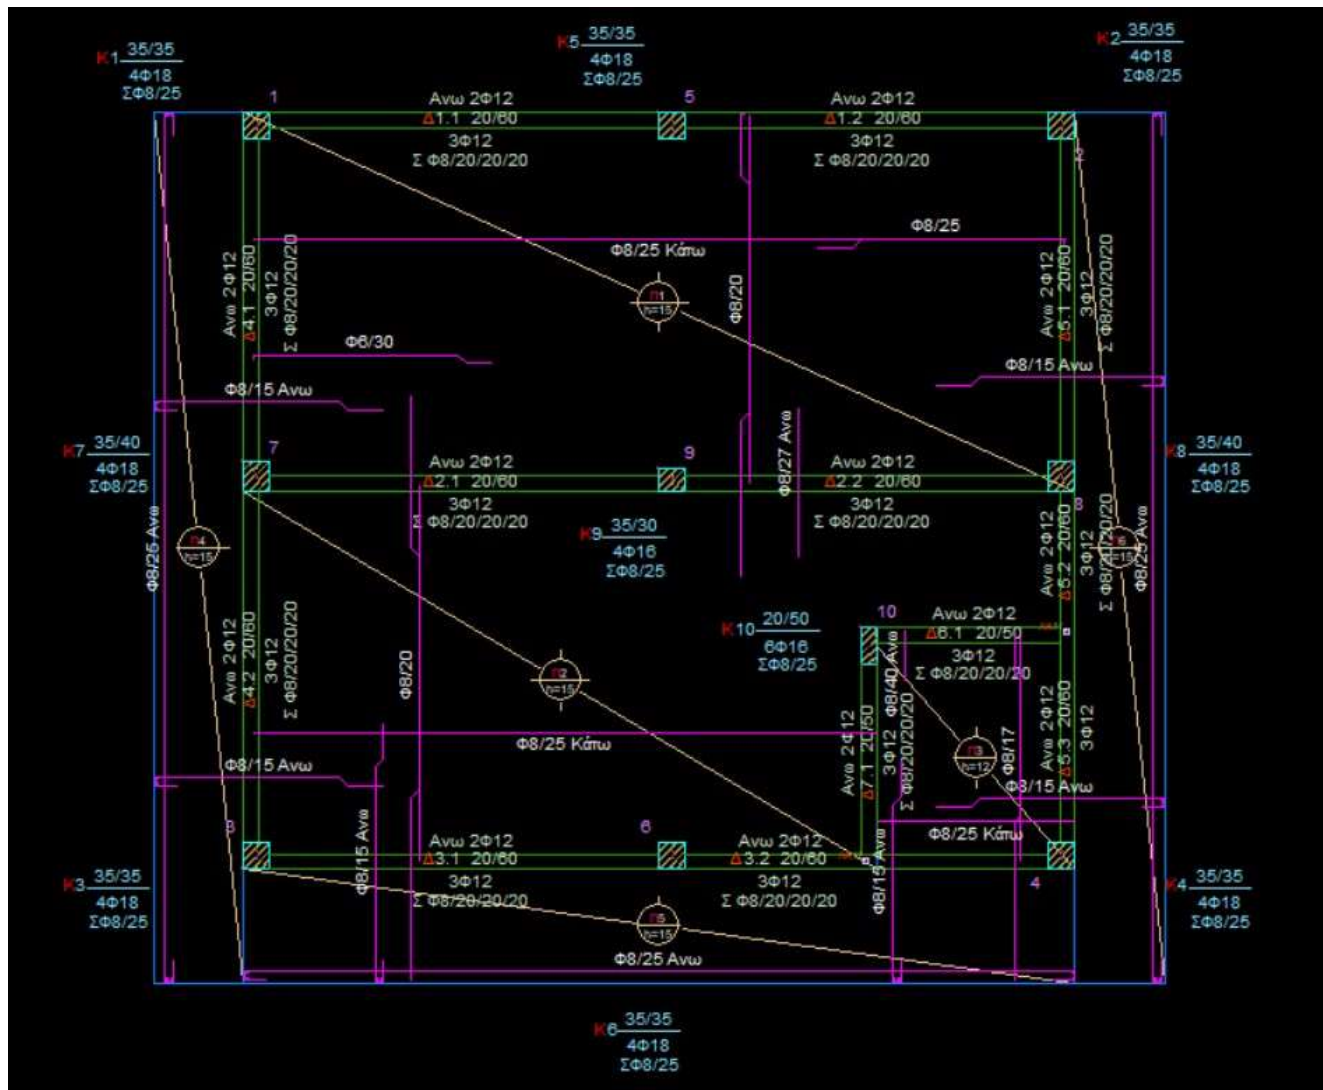 Κ1 35/35
4Φ18
ΣΦ8/25
Κ5 35/35
4Φ18
ΣΦ8/25
Κ2 35/35
4Φ18
ΣΦ8/25
1
5
2
Ανω 2Φ12
Δ1.1 20/60
3Φ12
Σ Φ8/20/20/20
Ανω 2Φ12
Δ1.2 20/60
3Φ12
Σ Φ8/20/20/20
Φ8/25
Φ8/25 Κάτω
Ανω 2Φ12
Δ4.1 20/60
3Φ12
Σ Φ8/20/20/20
Π1
h=15
Φ8/20
Ανω 2Φ12
Δ5.1 20/60
3Φ12
Σ Φ8/20/20/20
Φ6/30
Φ8/15 Ανω
Φ8/15 Ανω
Φ8/27 Ανω
Κ7 35/40
4Φ18
ΣΦ8/25
7
9
8
Ανω 2Φ12
Δ2.1 20/60
3Φ12
Σ Φ8/20/20/20
Ανω 2Φ12
Δ2.2 20/60
3Φ12
Σ Φ8/20/20/20
Κ8 35/40
4Φ18
ΣΦ8/25
Κ9 35/30
4Φ16
ΣΦ8/25
Φ8/25 Ανω
Π4
h=15
Ανω 2Φ12
Δ5.2 20/60
3Φ12
Σ Φ8/20/20/20
h=15
Φ8/25 Ανω
Κ10 20/50
6Φ16
ΣΦ8/25
10
Ανω 2Φ12
Δ6.1 20/50
3Φ12
Σ Φ8/20/20/20
Ανω 2Φ12
Δ4.2 20/60
3Φ12
Σ Φ8/20/20/20
Φ8/20
Π2
h=15
Φ8/25 Κάτω
Φ8/40 Ανω
Ανω 2Φ12
Δ7.1 20/50
3Φ12
Σ Φ8/20/20/20
Π3
h=12
Φ8/17
Ανω 2Φ12
Δ5.3 20/60
3Φ12
Φ8/15 Ανω
Φ8/15 Ανω
Φ8/25 Κάτω
3
6
4
Ανω 2Φ12
Δ3.1 20/60
3Φ12
Σ Φ8/20/20/20
Ανω 2Φ12
Δ3.2 20/60
3Φ12
Σ Φ8/20/20/20
Φ8/15 Ανω
Φ8/15 Ανω
Κ3 35/35
4Φ18
ΣΦ8/25
Κ4 35/35
4Φ18
ΣΦ8/25
Π5
h=15
Φ8/25 Ανω
Κ6 35/35
4Φ18
ΣΦ8/25